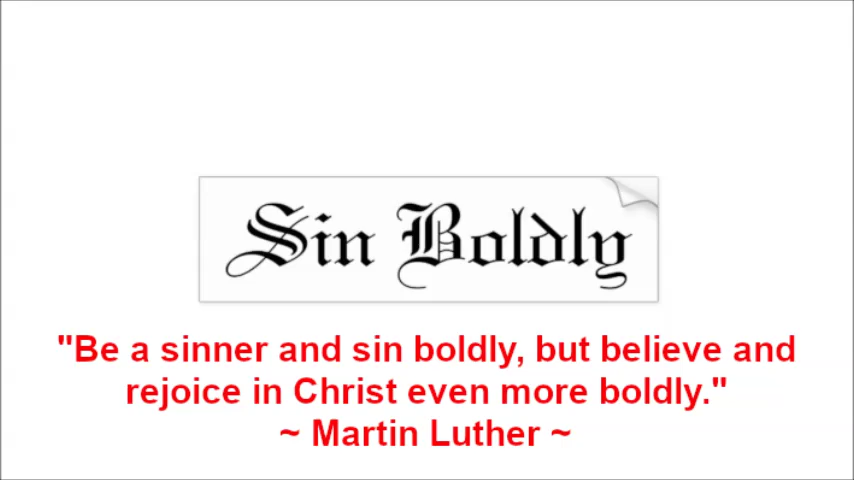 Sin Boldly
"Be a sinner and sin boldly, but believe and
rejoice in Christ even more boldly."
~ Martin Luther ~